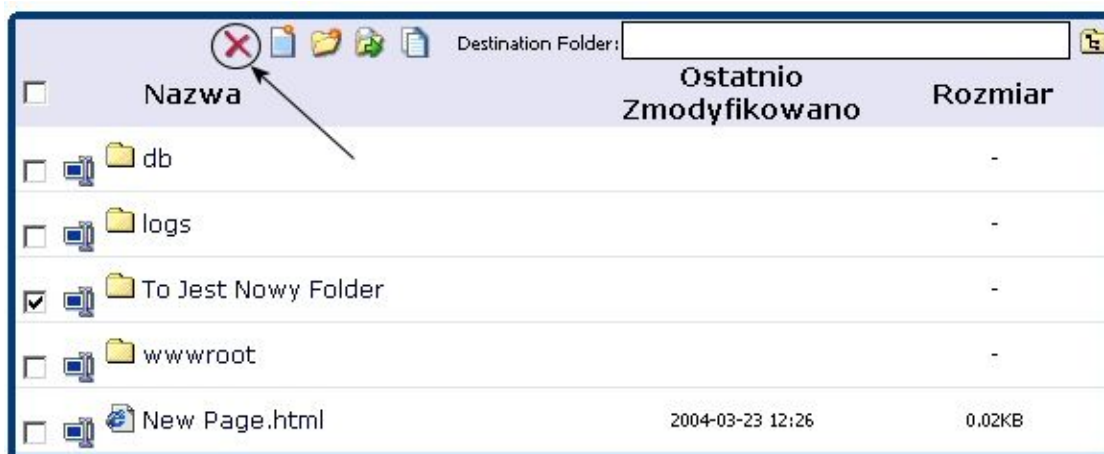 Destination Folder:
Nazwa
Ostatnio
Zmodyfikowano
Rozmiar
db -
logs -
To Jest Nowy Folder -
wwwroot -
New Page.html 2004-03-23 12:26 0.02KB